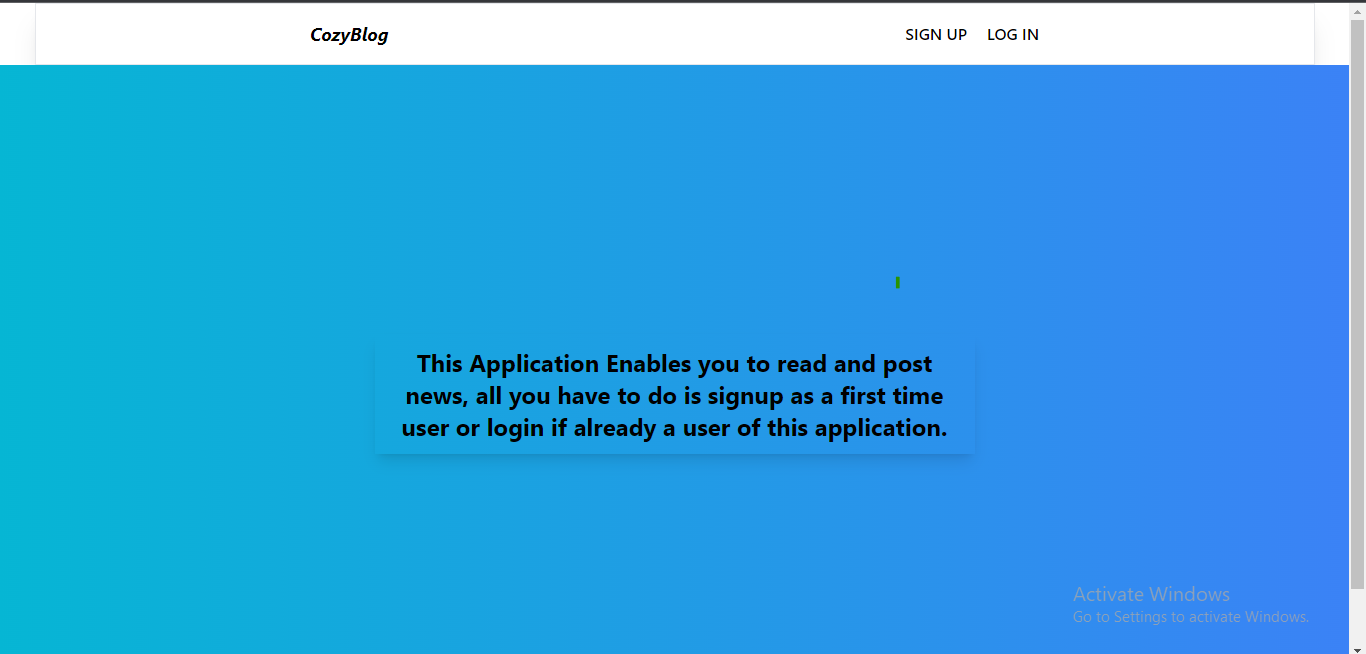 CozyBlog
SIGN UP LOG IN
This Application Enables you to read and post
news, all you have to do is signup as a first time
user or login if already a user of this application.
Activate Windows
Go to Settings to activate Windows.